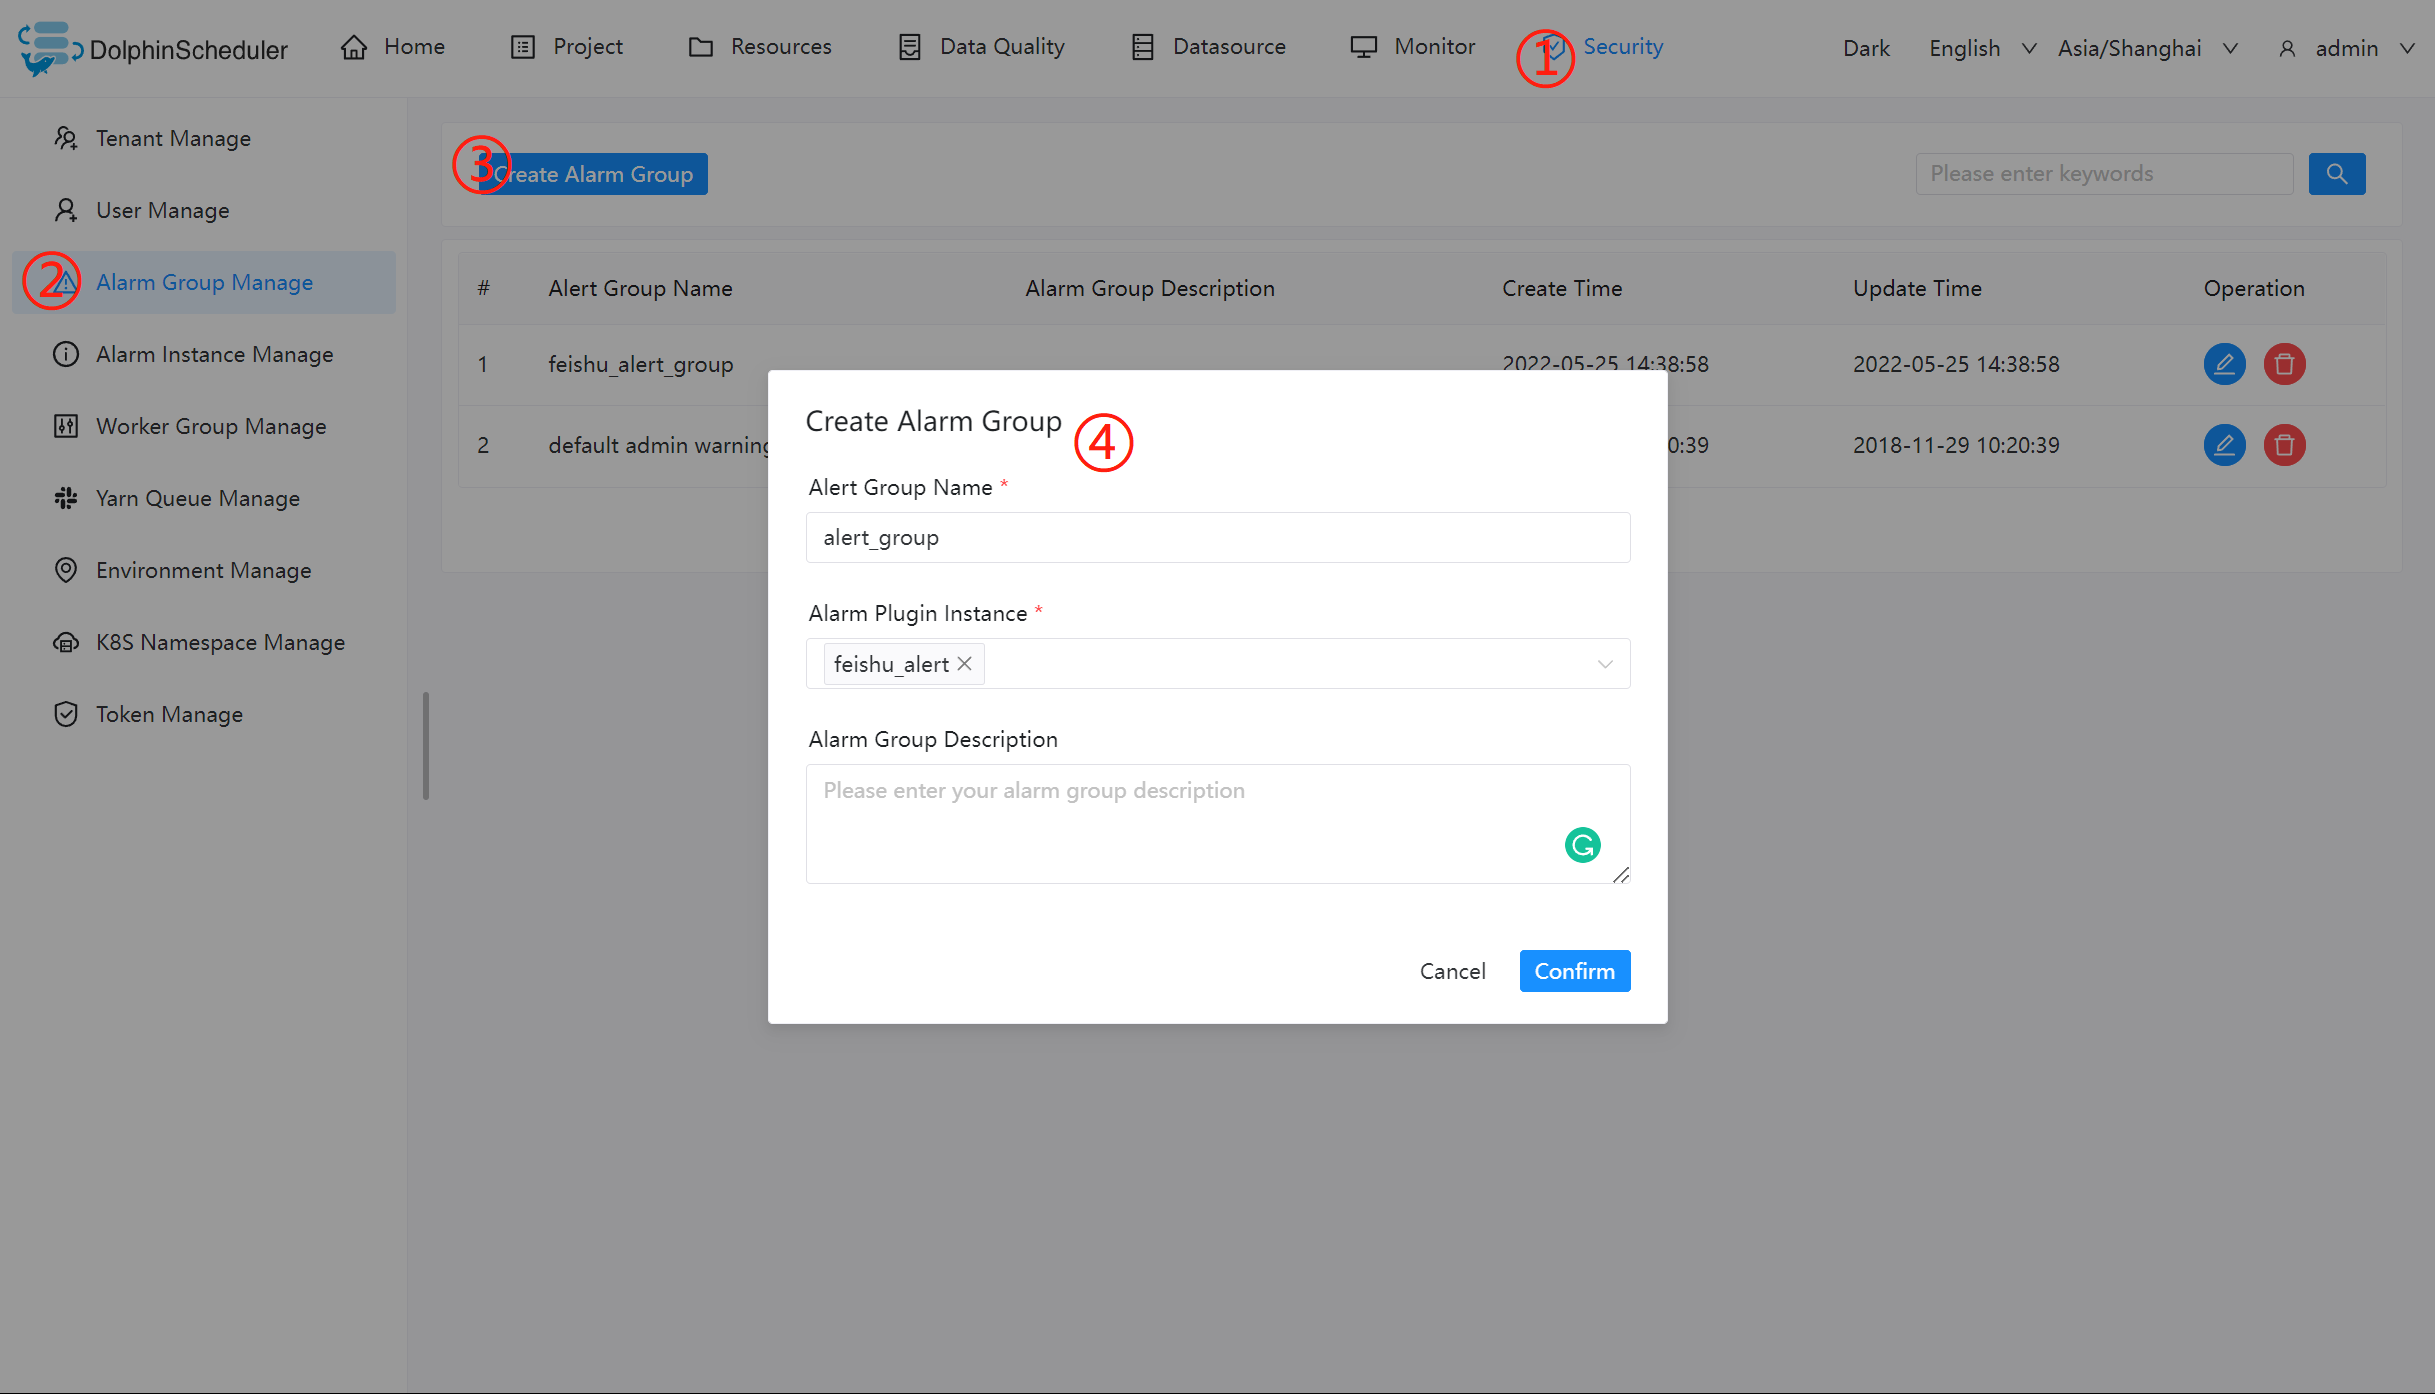 DolphinScheduler Home Project Resources Data Quality Datasource Monitor ① Security Dark English Asia/Shanghai admin
Tenant Manage
User Manage
② Alarm Group Manage
Alarm Instance Manage
Worker Group Manage
Yarn Queue Manage
Environment Manage
K8S Namespace Manage
Token Manage
③ Create Alarm Group Please enter keywords
# Alert Group Name Alarm Group Description Create Time Update Time Operation
1 feishu_alert_group 2022-05-25 14:38:58 2022-05-25 14:38:58
2 default admin warning 0:39 2018-11-29 10:20:39
Create Alarm Group ④
Alert Group Name *
alert_group
Alarm Plugin Instance *
feishu_alert
Alarm Group Description
Please enter your alarm group description
Cancel Confirm